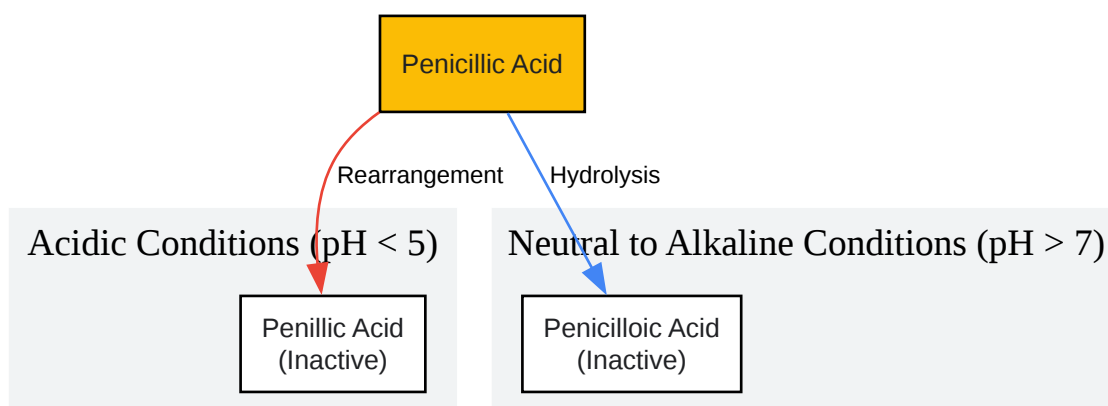 Penicillic Acid
Rearrangement
Hydrolysis
Acidic Conditions (pH < 5)
Neutral to Alkaline Conditions (pH > 7)
Penillic Acid
(Inactive)
Penicilloic Acid
(Inactive)